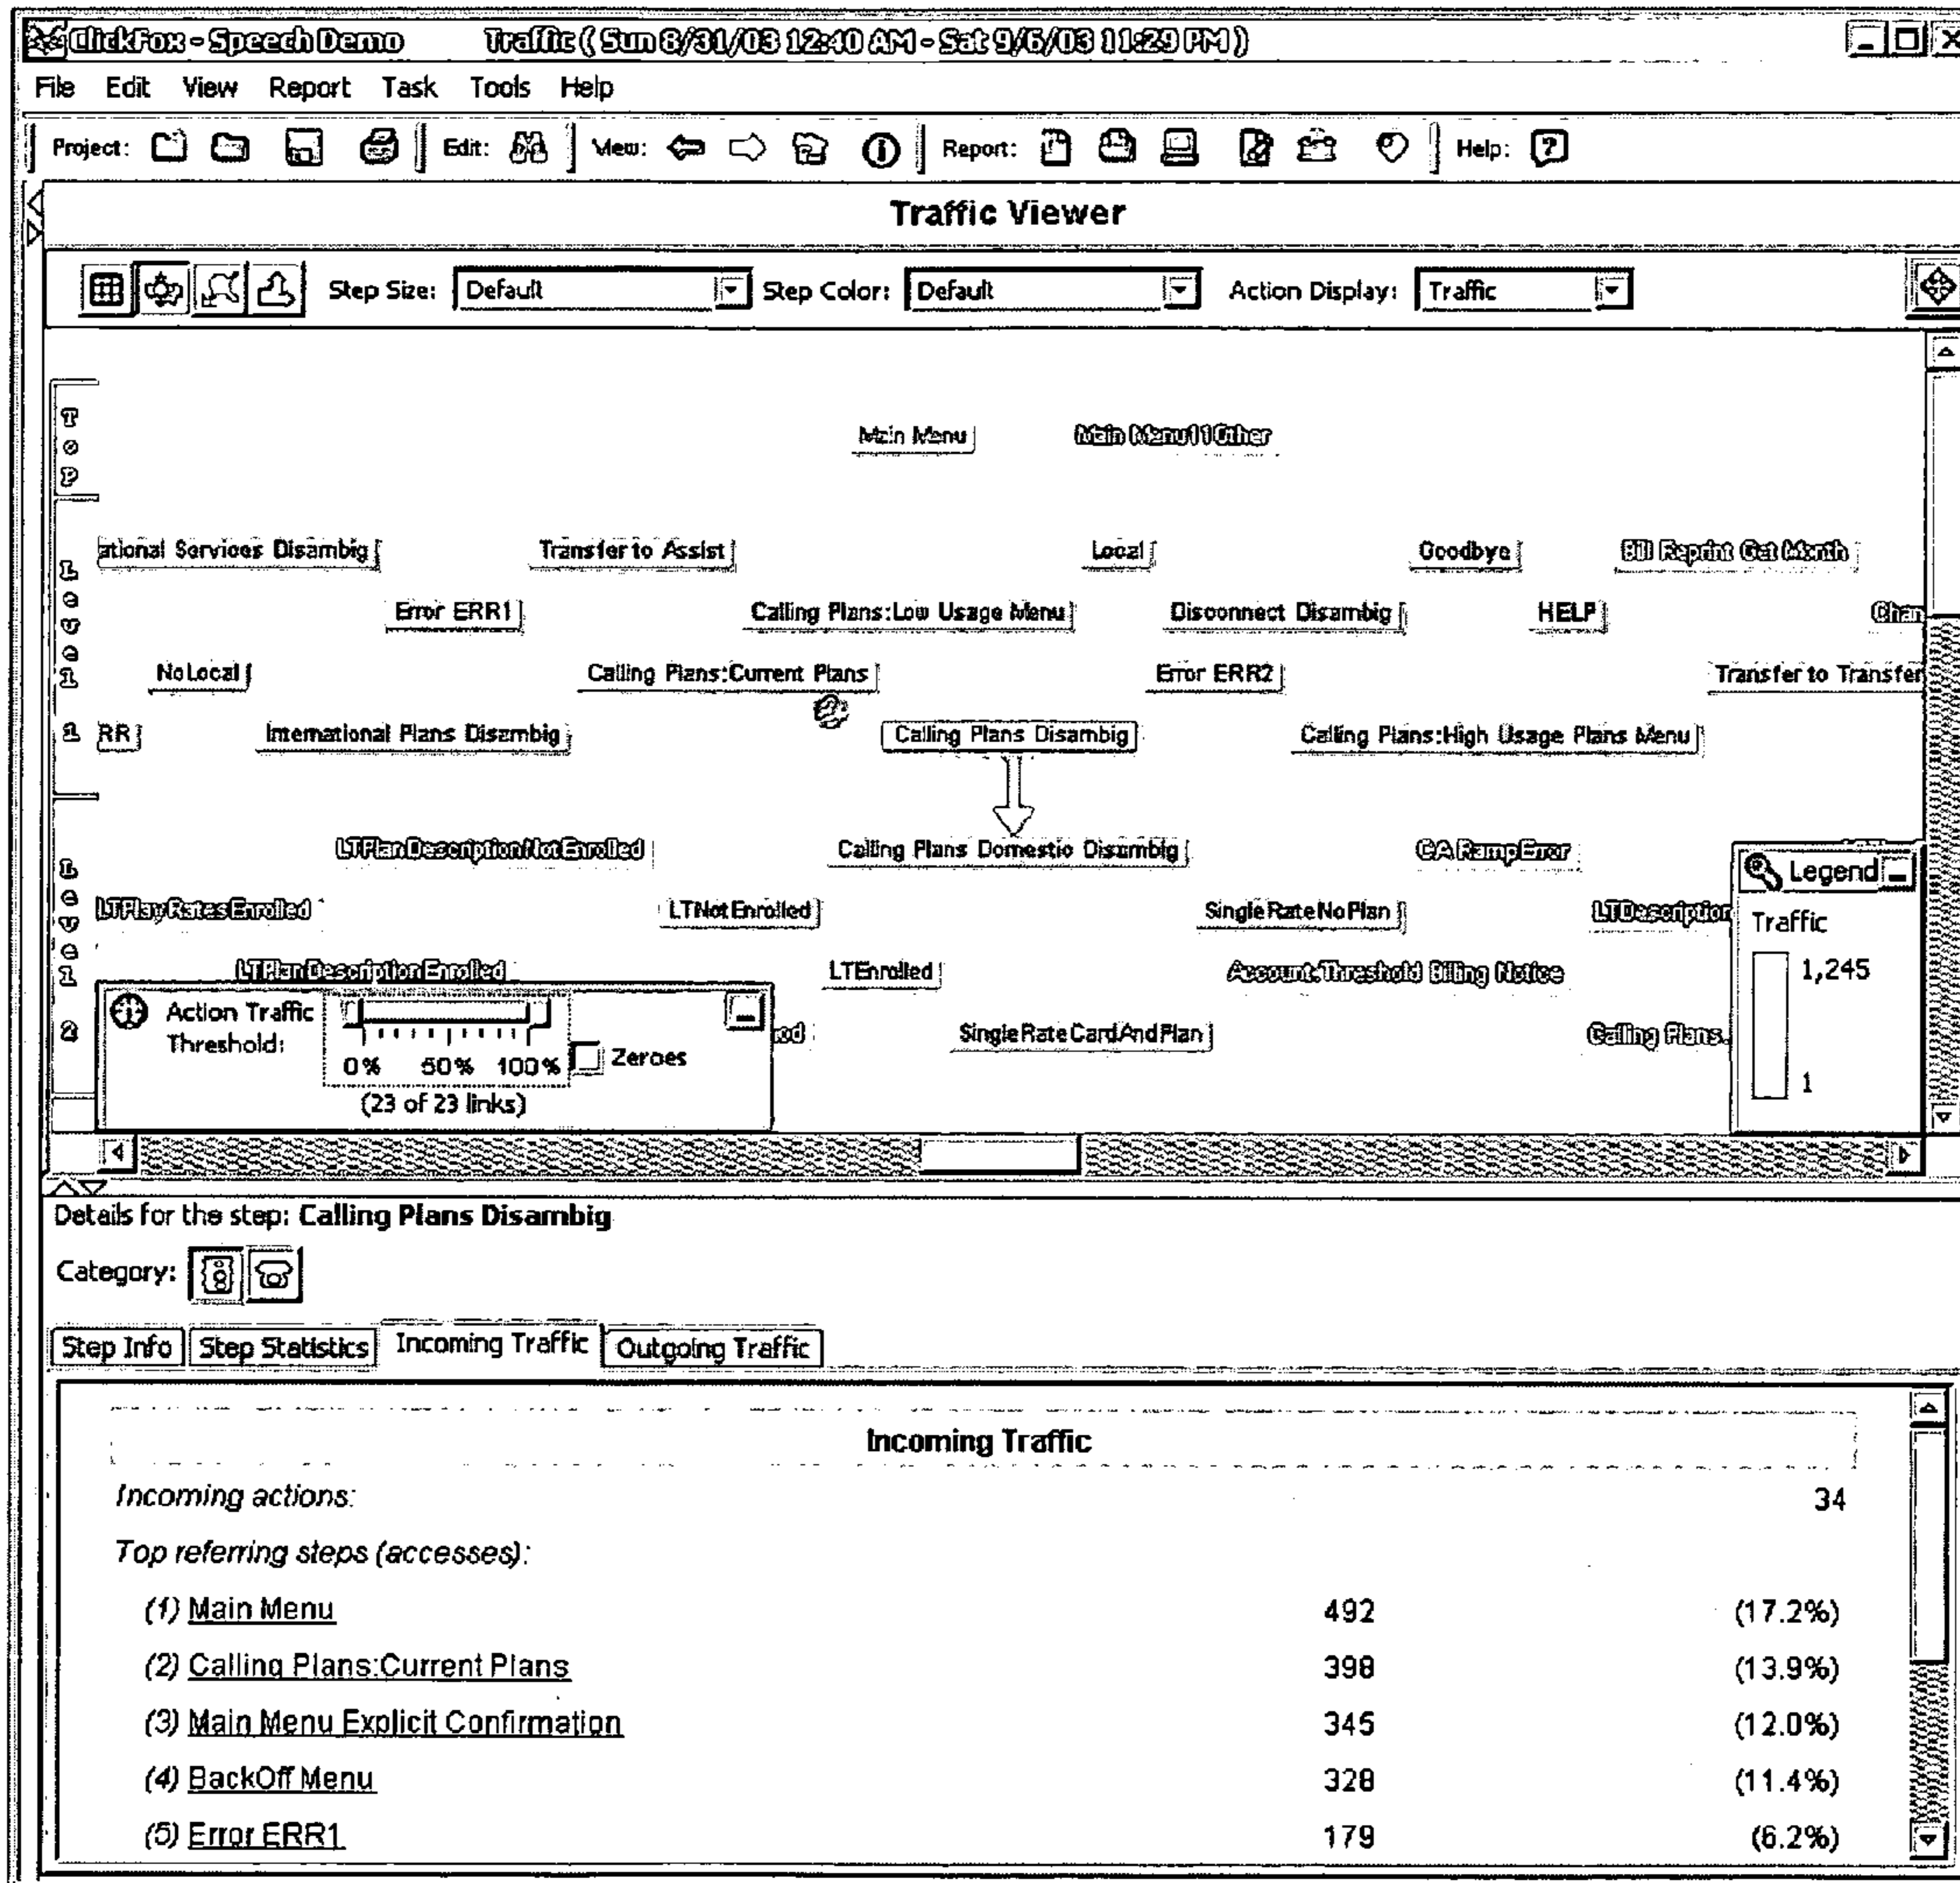 ClickFox - Speech Demo Traffic ( Sun 8/31/03 12:40 AM - Sat 9/6/03 11:29 PM )
File Edit View Report Task Tools Help
Project: Edit: View: Report: Help:
Traffic Viewer
Step Size: Default Step Color: Default Action Display: Traffic
Top
Main Menu Main Menu11Other
Level 1
ational Services Disambig Transfer to Assist Local Goodbye Bill Reprint Get Month
Error ERR1 Calling Plans:Low Usage Menu Disconnect Disambig HELP Chan
NoLocal Calling Plans:Current Plans Error ERR2 Transfer to Transfer
RR International Plans Disambig Calling Plans Disambig Calling Plans:High Usage Plans Menu
Level 2
LTPlanDescriptionNotEnrolled Calling Plans Domestic Disambig CA RampError
LTPlayRatesEnrolled LTNotEnrolled SingleRateNoPlan LTDescription
LTPlanDescriptionEnrolled LTEnrolled Account:Threshold Billing Notice
SingleRateCardAndPlan Calling Plans.
Legend
Traffic
1,245
1
Action Traffic
Threshold:
0% 50% 100% Zeroes
(23 of 23 links)
Details for the step: Calling Plans Disambig
Category:
Step Info Step Statistics Incoming Traffic Outgoing Traffic
Incoming Traffic
Incoming actions: 34
Top referring steps (accesses):
(1) Main Menu 492 (17.2%)
(2) Calling Plans:Current Plans 398 (13.9%)
(3) Main Menu Explicit Confirmation 345 (12.0%)
(4) BackOff Menu 328 (11.4%)
(5) Error ERR1 179 (6.2%)